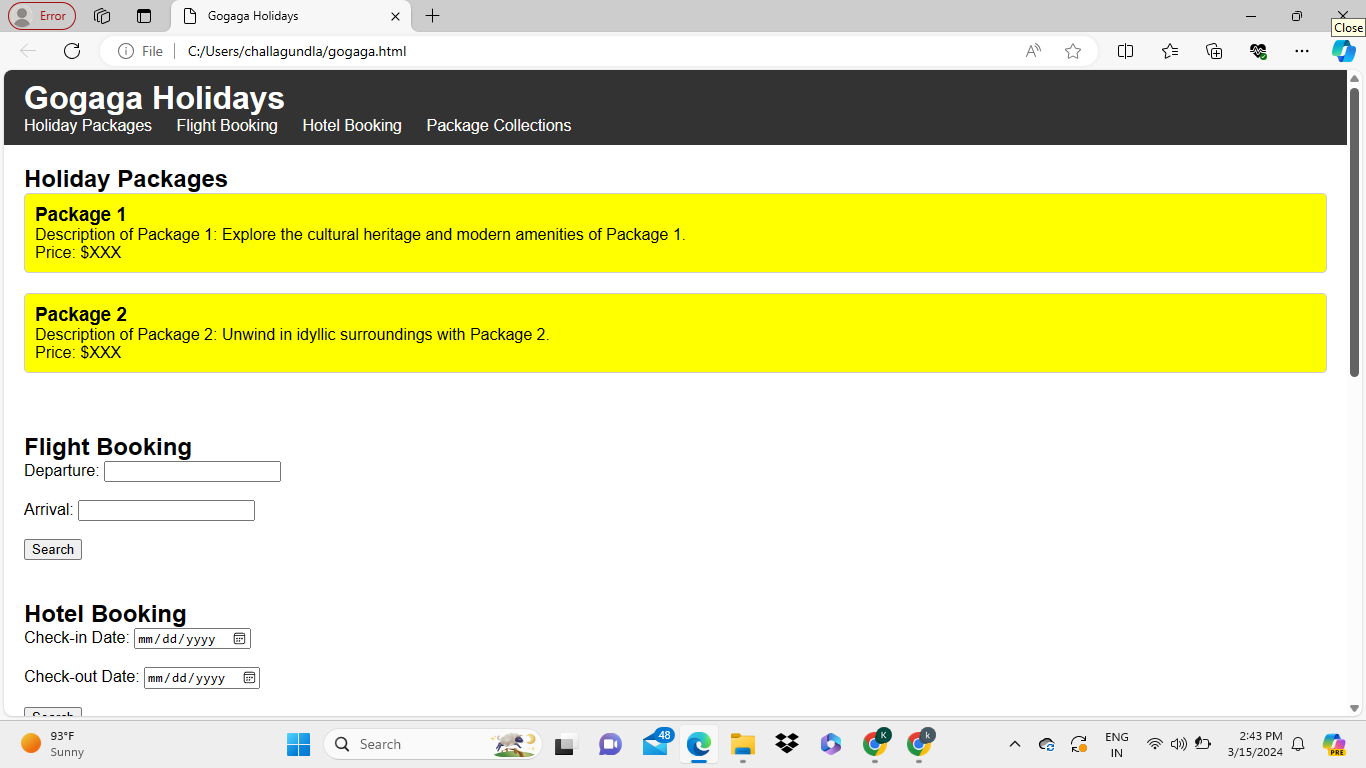 Error
Gogaga Holidays
Close
File
C:/Users/challagundla/gogaga.html
Gogaga Holidays
Holiday Packages Flight Booking Hotel Booking Package Collections
Holiday Packages
Package 1
Description of Package 1: Explore the cultural heritage and modern amenities of Package 1.
Price: $XXX
Package 2
Description of Package 2: Unwind in idyllic surroundings with Package 2.
Price: $XXX
Flight Booking
Departure:
Arrival:
Search
Hotel Booking
Check-in Date: mm/dd/yyyy
Check-out Date: mm/dd/yyyy
Search
93°F
Sunny
Search
48
K
k
ENG
IN
2:43 PM
3/15/2024
PRE